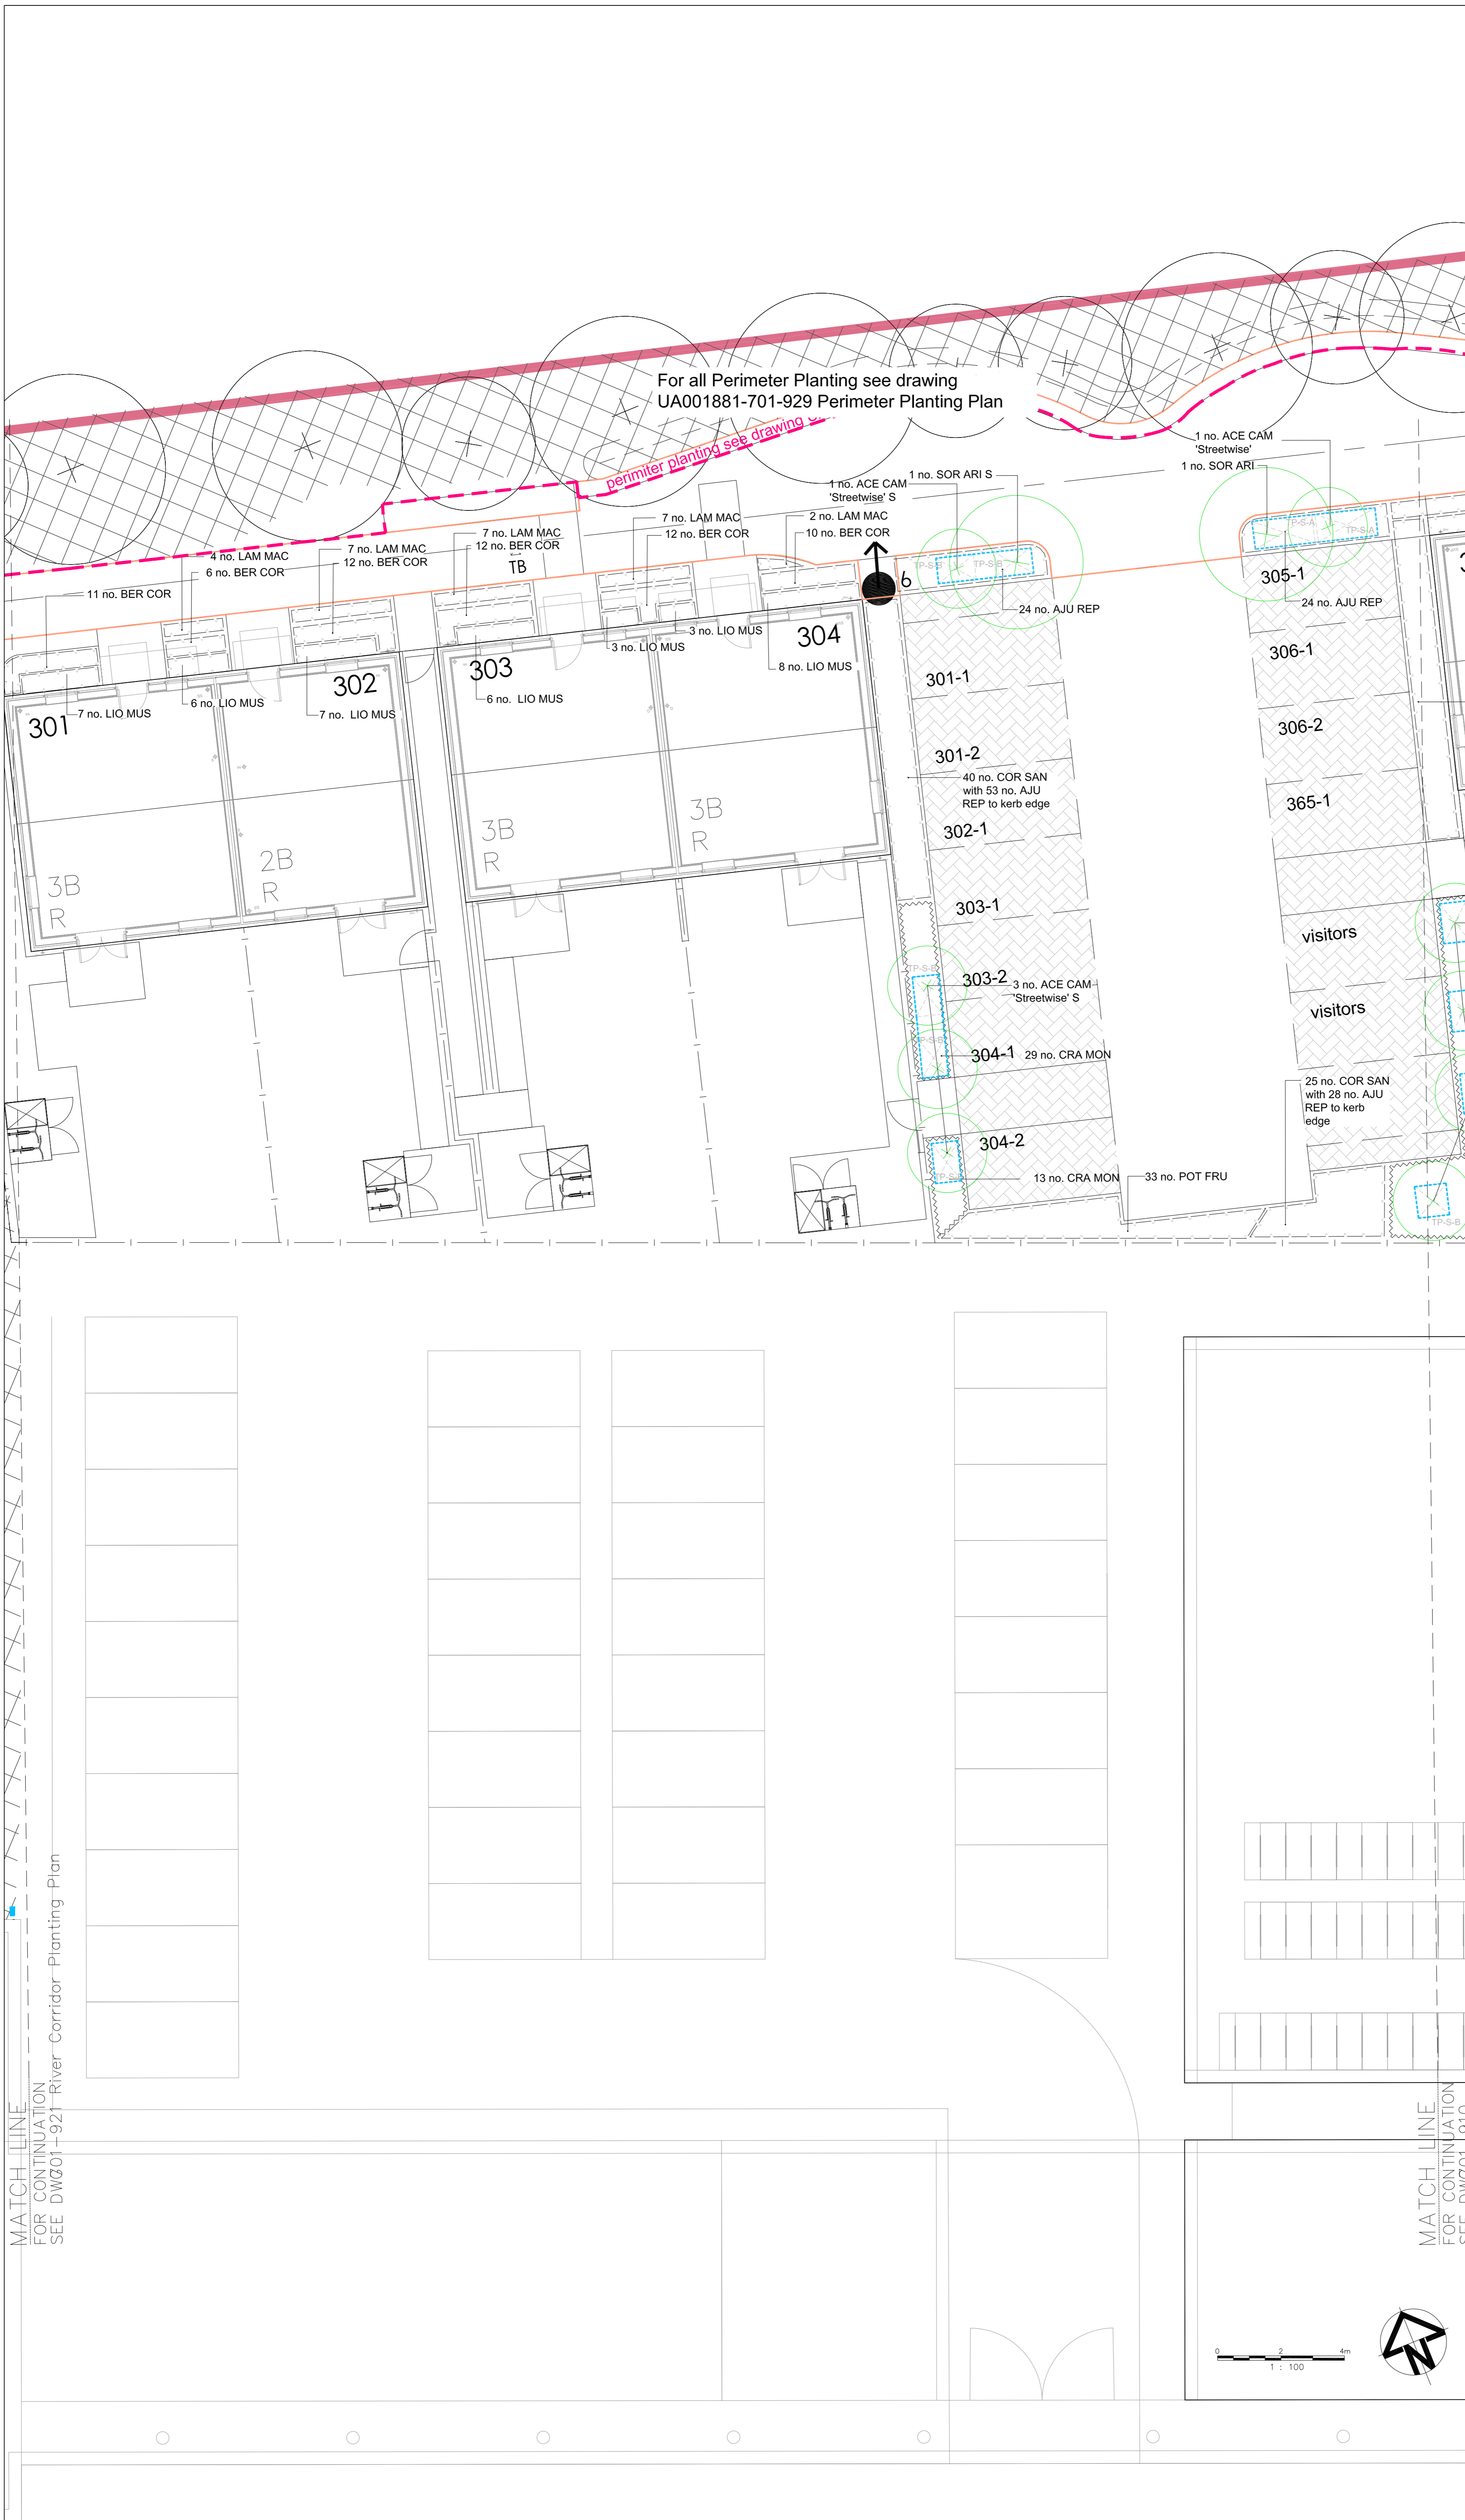 For all Perimeter Planting see drawing
UA001881-701-929 Perimeter Planting Plan
perimiter planting see drawing
1 no. ACE CAM
'Streetwise'
1 no. SOR ARI
1 no. SOR ARI S
1 no. ACE CAM
'Streetwise' S
7 no. LAM MAC
12 no. BER COR
2 no. LAM MAC
10 no. BER COR
7 no. LAM MAC
12 no. BER COR
TB
7 no. LAM MAC
12 no. BER COR
4 no. LAM MAC
6 no. BER COR
11 no. BER COR
TP-S-B
TP-S-B
TP-S-A
TP-S-A
6
305-1
24 no. AJU REP
24 no. AJU REP
3 no. LIO MUS
3 no. LIO MUS
304
8 no. LIO MUS
303
6 no. LIO MUS
302
7 no. LIO MUS
6 no. LIO MUS
301
7 no. LIO MUS
301-1
306-1
301-2
306-2
40 no. COR SAN
with 53 no. AJU
REP to kerb edge
302-1
365-1
3B
R
2B
R
3B
R
3B
R
303-1
visitors
303-2
visitors
TP-S-B
3 no. ACE CAM
'Streetwise' S
TP-S-B
304-1
29 no. CRA MON
25 no. COR SAN
with 28 no. AJU
REP to kerb
edge
304-2
13 no. CRA MON
33 no. POT FRU
TP-S-B
MATCH LINE
FOR CONTINUATION
SEE DWG701-921 River Corridor Planting Plan
MATCH LINE
FOR CONTINUATION
0 2 4m
1 : 100
N